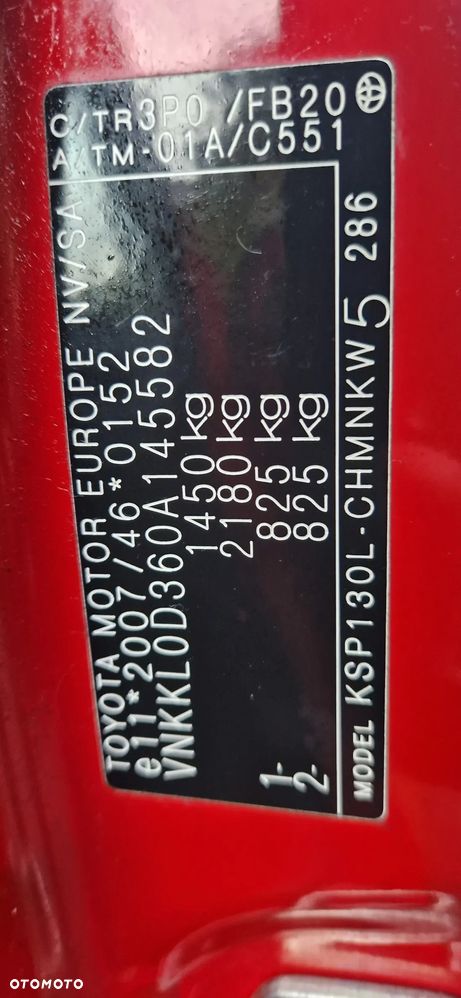 TOYOTA MOTOR EUROPE NV/SA
e11*2007/46*0152
VNKKL0D360A145582
1450 kg
2180 kg
1- 825 kg
2- 825 kg
MODEL KSP130L-CHMNKW5 286
C/TR3P0 /FB20
A/TM-01A/C551
OTOMOTO